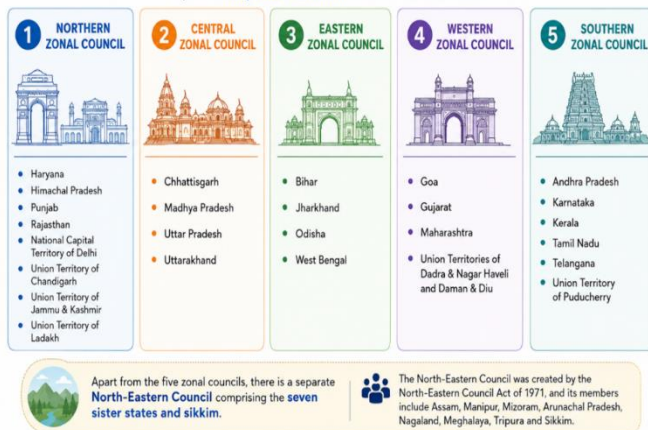 1
NORTHERN
ZONAL COUNCIL
Haryana
Himachal Pradesh
Punjab
Rajasthan
National Capital
Territory of Delhi
Union Territory of
Chandigarh
Union Territory of
Jammu & Kashmir
Union Territory of
Ladakh
2
CENTRAL
ZONAL COUNCIL
Chhattisgarh
Madhya Pradesh
Uttar Pradesh
Uttarakhand
3
EASTERN
ZONAL COUNCIL
Bihar
Jharkhand
Odisha
West Bengal
4
WESTERN
ZONAL COUNCIL
Goa
Gujarat
Maharashtra
Union Territories of
Dadra & Nagar Haveli
and Daman & Diu
5
SOUTHERN
ZONAL COUNCIL
Andhra Pradesh
Karnataka
Kerala
Tamil Nadu
Telangana
Union Territory
of Puducherry
Apart from the five zonal councils, there is a separate
North-Eastern Council comprising the seven
sister states and sikkim.
The North-Eastern Council was created by the
North-Eastern Council Act of 1971, and its members
include Assam, Manipur, Mizoram, Arunachal Pradesh,
Nagaland, Meghalaya, Tripura and Sikkim.